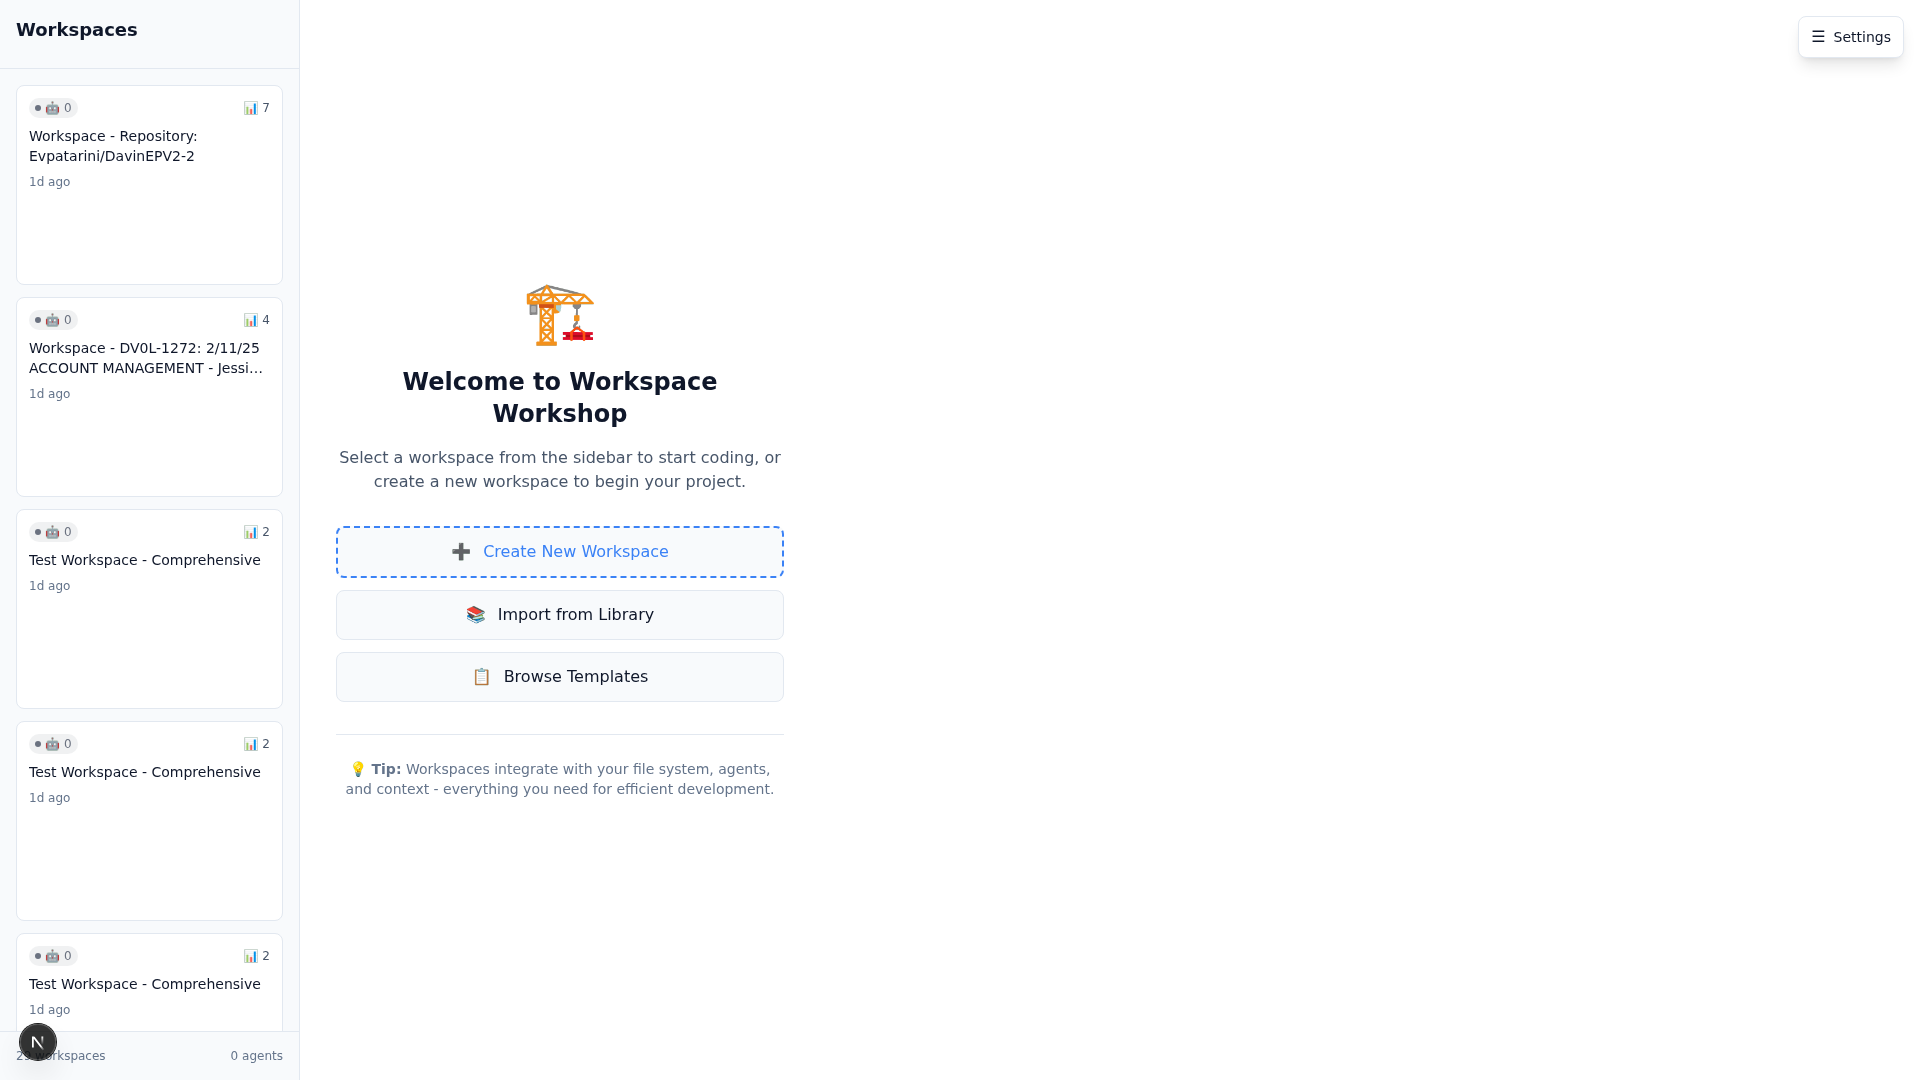 Workspaces
Settings
0
7
Workspace - Repository:
Evpatarini/DavinEPV2-2
1d ago
0
4
Workspace - DV0L-1272: 2/11/25
ACCOUNT MANAGEMENT - Jessi…
1d ago
0
2
Test Workspace - Comprehensive
1d ago
0
2
Test Workspace - Comprehensive
1d ago
0
2
Test Workspace - Comprehensive
1d ago
N
0 agents
Welcome to Workspace
Workshop
Select a workspace from the sidebar to start coding, or
create a new workspace to begin your project.
Create New Workspace
Import from Library
Browse Templates
Tip: Workspaces integrate with your file system, agents,
and context - everything you need for efficient development.